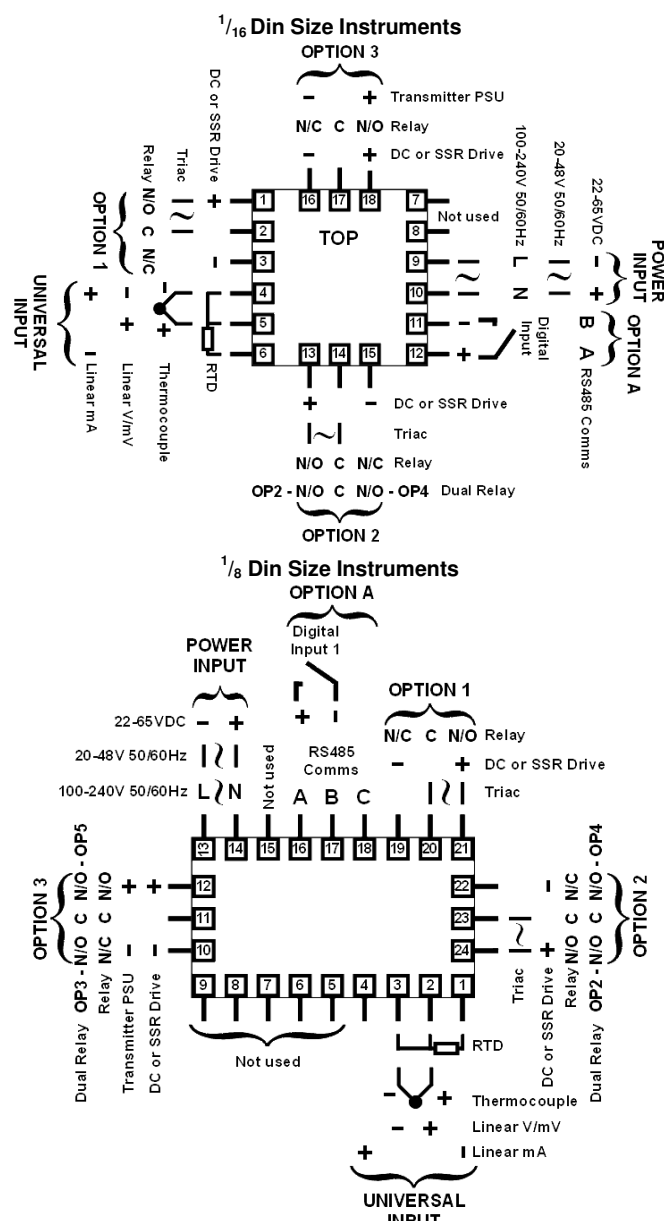 1/16 Din Size Instruments
OPTION 3
– + Transmitter PSU
N/C C N/O Relay
– + DC or SSR Drive
DC or SSR Drive +
Triac
Relay N/O C N/C
OPTION 1
UNIVERSAL INPUT
+ – Linear mA
– + Linear V/mV
– + Thermocouple
RTD
–
16 17 18
TOP
1
2
3
4
5
6
7
8
9
10
11
12
13 14 15
Not used
100-240V 50/60Hz L N
20-48V 50/60Hz
22-65VDC – +
POWER INPUT
– +
Digital Input
B A RS485 Comms
OPTION A
+ – DC or SSR Drive
Triac
N/O C N/C Relay
OP2 - N/O C N/O - OP4 Dual Relay
OPTION 2
1/8 Din Size Instruments
OPTION A
Digital Input 1
+ –
POWER INPUT
22-65VDC – +
20-48V 50/60Hz
100-240V 50/60Hz L N
Not used
RS485 Comms
A B C
OPTION 1
N/C C N/O Relay
– + DC or SSR Drive
Triac
13 14 15 16 17 18 19 20 21
12
11
10
22
23
24
9 8 7 6 5 4 3 2 1
OPTION 3
Dual Relay OP3 - N/O C N/O - OP5
Relay N/C C N/O
Transmitter PSU – +
DC or SSR Drive – +
Triac
DC or SSR Drive + –
Relay N/O C N/C
Dual Relay OP2 - N/O C N/O - OP4
OPTION 2
Not used
RTD
– + Thermocouple
– + Linear V/mV
+ – Linear mA
UNIVERSAL
INPUT